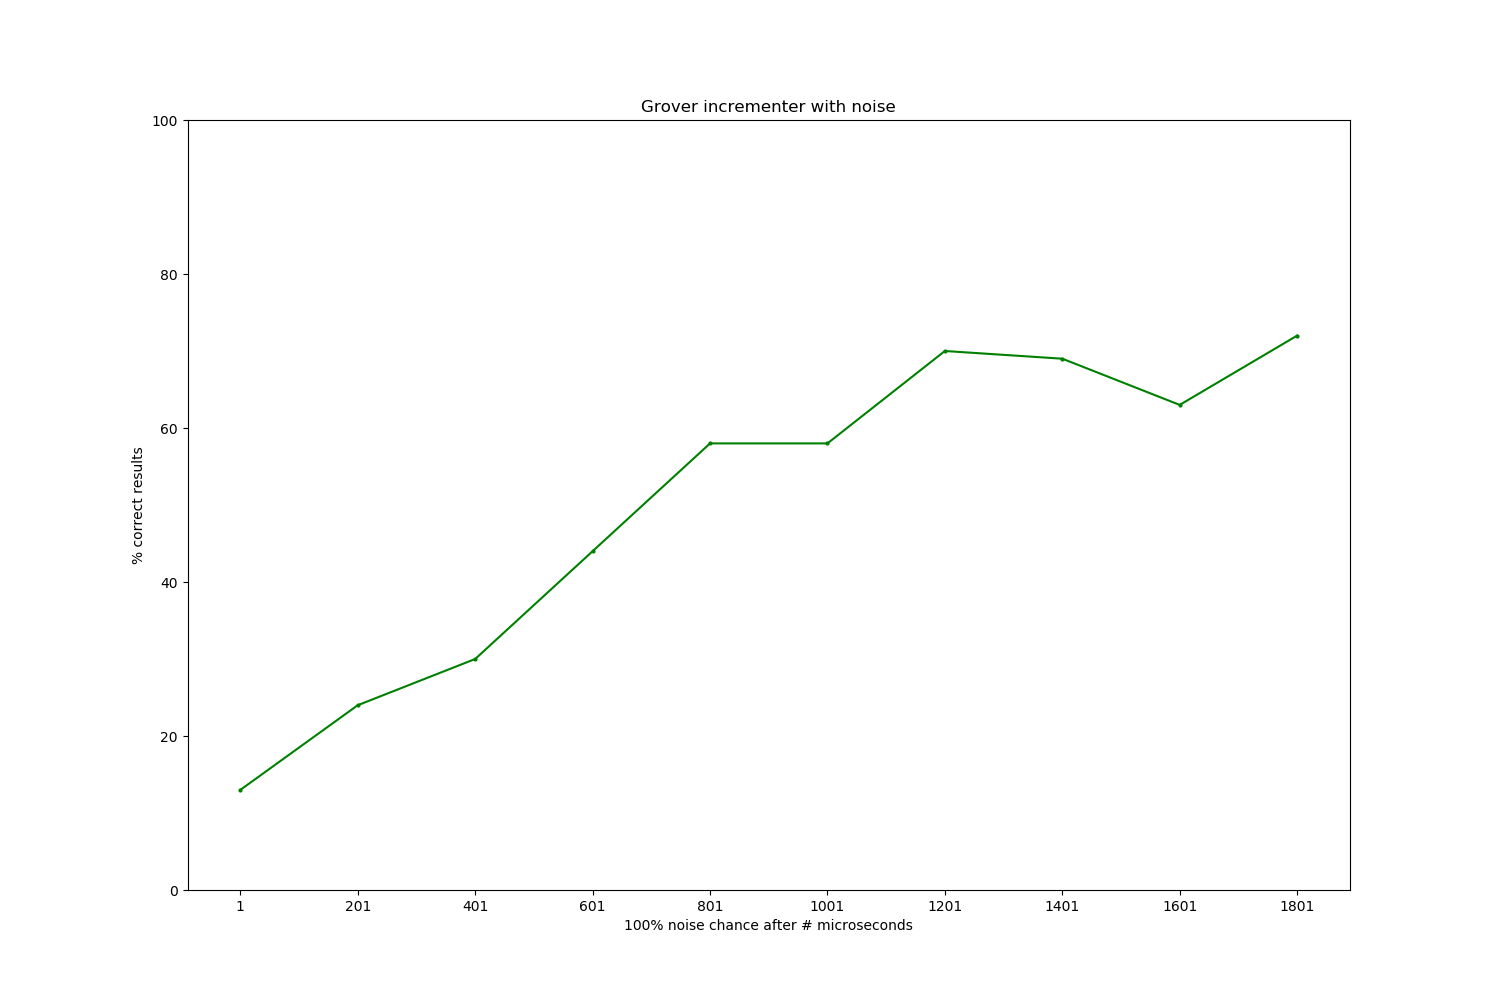 Grover incrementer with noise
100
80
60
40
20
0
% correct results
1 201 401 601 801 1001 1201 1401 1601 1801
100% noise chance after # microseconds